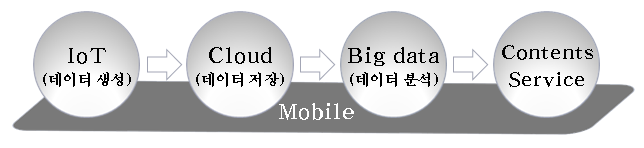 IoT
(데이터 생성)
Cloud
(데이터 저장)
Big data
(데이터 분석)
Contents
Service
Mobile